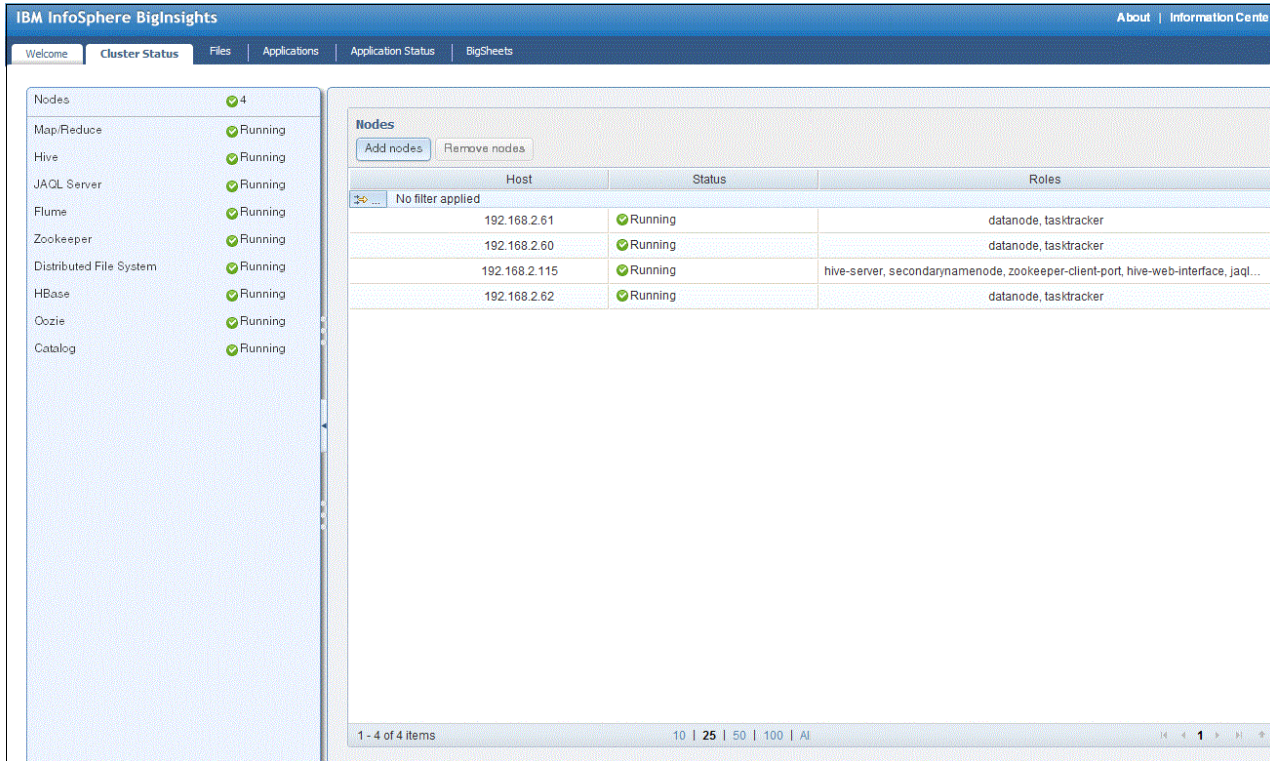 IBM InfoSphere BigInsights
About | Information Cente
Welcome Cluster Status Files Applications Application Status BigSheets
Nodes 4
Map/Reduce Running
Hive Running
JAQL Server Running
Flume Running
Zookeeper Running
Distributed File System Running
HBase Running
Oozie Running
Catalog Running
Nodes
Add nodes Remove nodes
Host Status Roles
... No filter applied
192.168.2.61 Running datanode, tasktracker
192.168.2.60 Running datanode, tasktracker
192.168.2.115 Running hive-server, secondarynamenode, zookeeper-client-port, hive-web-interface, jaql...
192.168.2.62 Running datanode, tasktracker
1 - 4 of 4 items 10 | 25 | 50 | 100 | Al 1